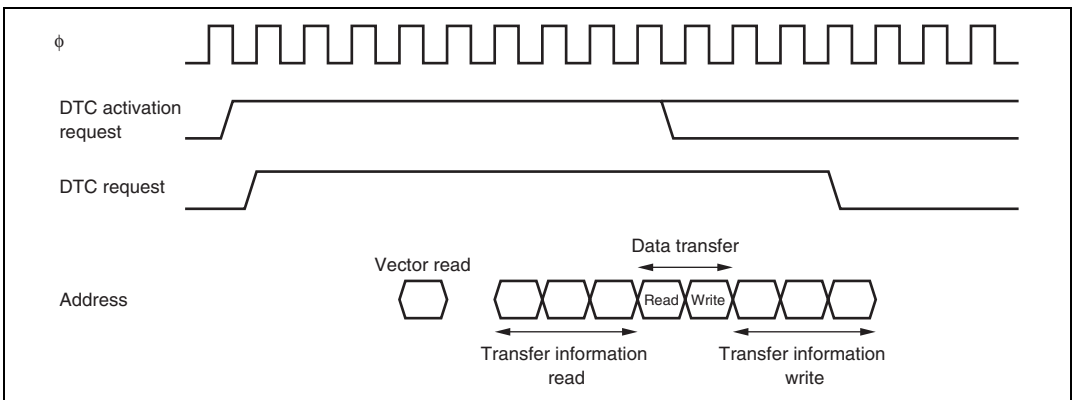 φ
DTC activation
request
DTC request
Data transfer
Vector read
Address
Read
Write
Transfer information
read
Transfer information
write